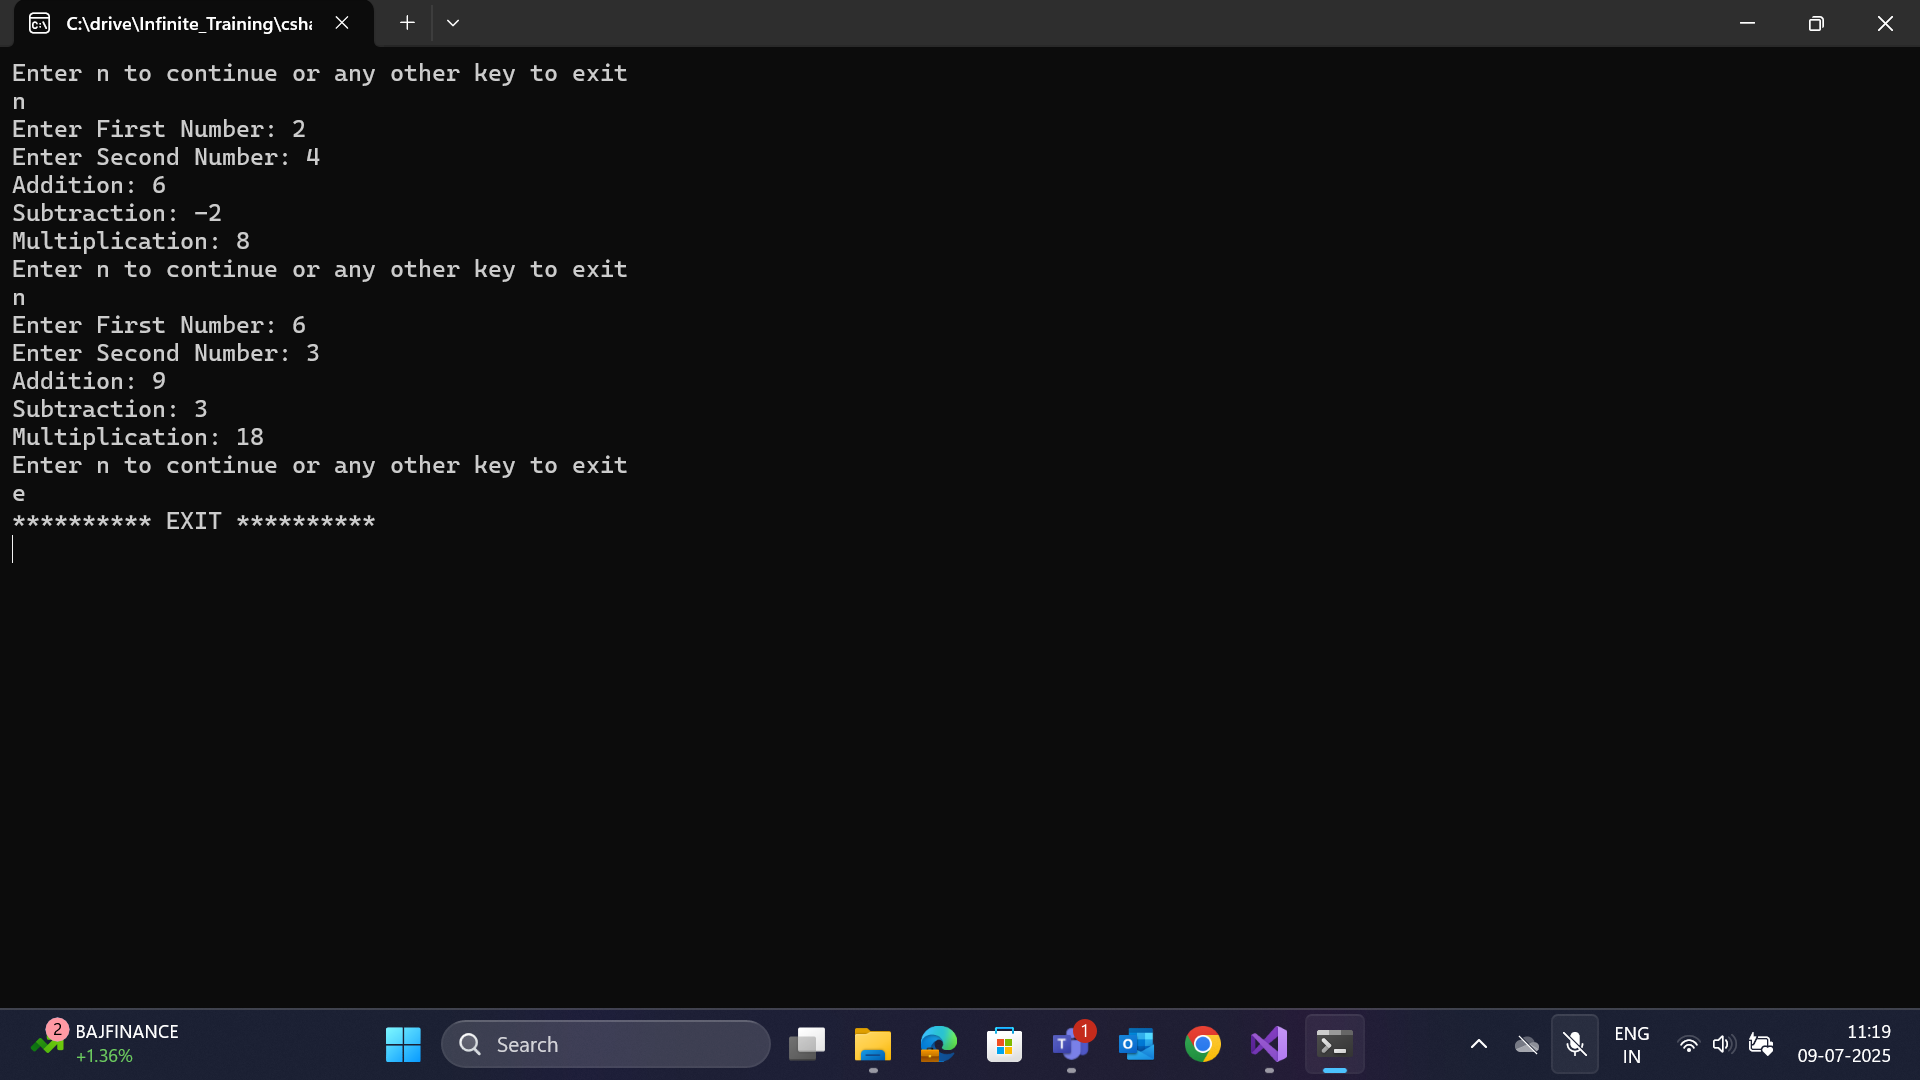 C:\drive\Infinite_Training\csha
Enter n to continue or any other key to exit
n
Enter First Number: 2
Enter Second Number: 4
Addition: 6
Subtraction: -2
Multiplication: 8
Enter n to continue or any other key to exit
n
Enter First Number: 6
Enter Second Number: 3
Addition: 9
Subtraction: 3
Multiplication: 18
Enter n to continue or any other key to exit
e
********** EXIT **********
2
BAJFINANCE
+1.36%
Search
1
ENG
IN
11:19
09-07-2025